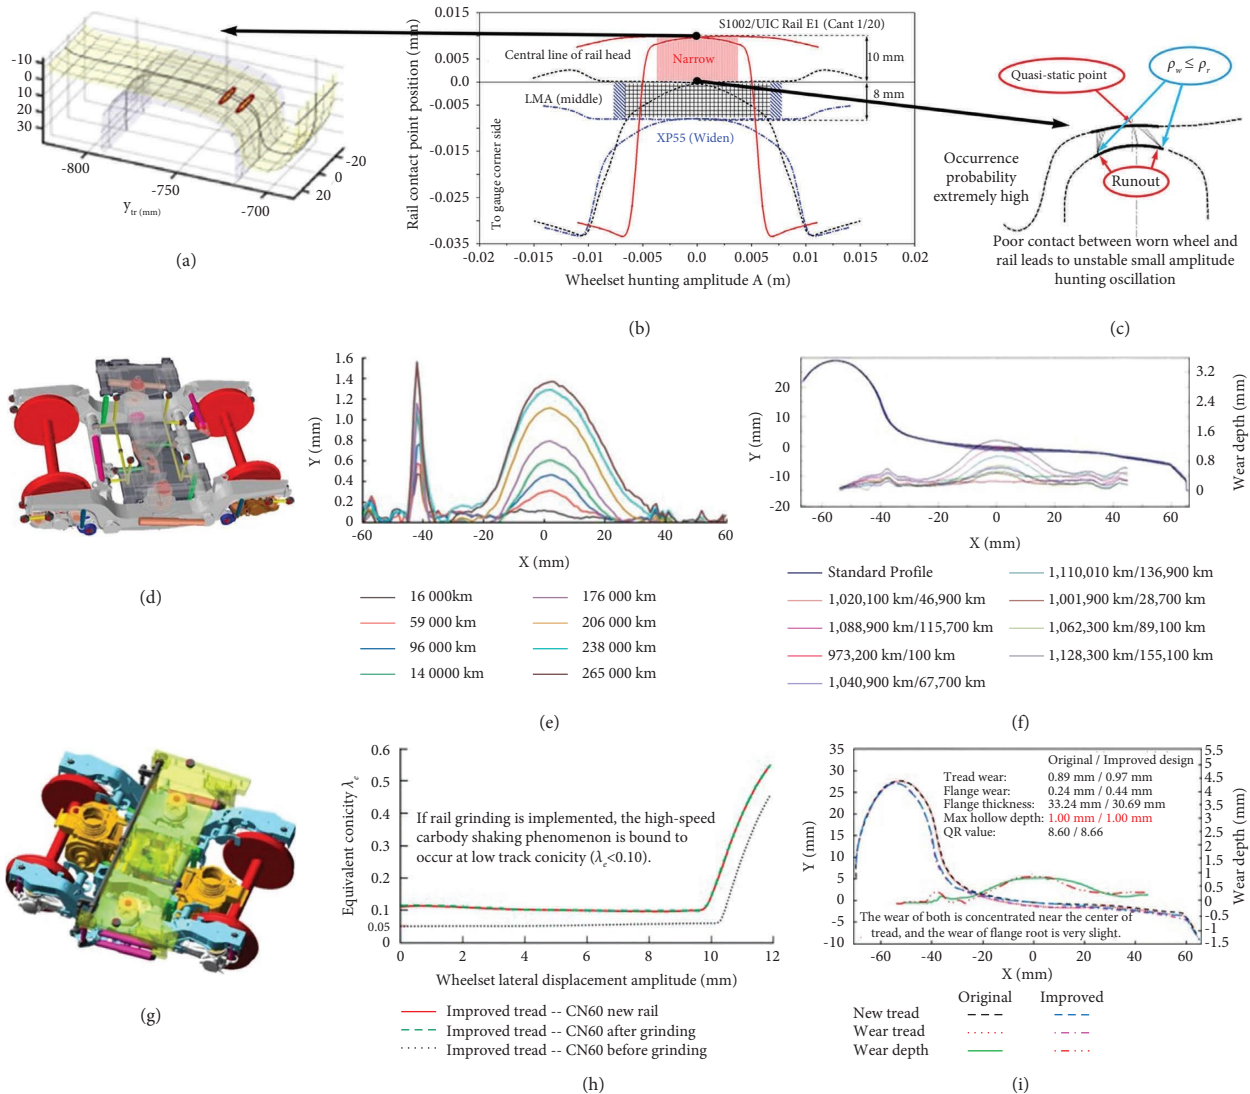 -10
0
10
20
30
-800
-750
-700
-20
0
20
y_tr (mm)
(a)
Rail contact point position (mm)
0.015
0.010
0.005
0.0
-0.005
-0.010
-0.015
-0.025
-0.035
-0.02
-0.015
-0.01
-0.005
0.0
0.005
0.01
0.015
0.02
Wheelset hunting amplitude A (m)
S1002/UIC Rail E1 (Cant 1/20)
Central line of rail head
Narrow
10 mm
LMA (middle)
8 mm
XP55 (Widen)
To gauge corner side
(b)
Quasi-static point
ρ_w ≤ ρ_r
Occurrence
probability
extremely high
Runout
Poor contact between worn wheel and
rail leads to unstable small amplitude
hunting oscillation
(c)
(d)
Y (mm)
1.6
1.4
1.2
1.0
0.8
0.6
0.4
0.2
0
-60
-40
-20
0
20
40
60
X (mm)
16 000km
59 000 km
96 000 km
14 0000 km
176 000 km
206 000 km
238 000 km
265 000 km
(e)
Y (mm)
20
10
0
-10
-20
-60
-40
-20
0
20
40
60
X (mm)
3.2
2.4
1.6
0.8
0
Wear depth (mm)
Standard Profile
1,020,100 km/46,900 km
1,088,900 km/115,700 km
973,200 km/100 km
1,040,900 km/67,700 km
1,110,010 km/136,900 km
1,001,900 km/28,700 km
1,062,300 km/89,100 km
1,128,300 km/155,100 km
(f)
(g)
Equivalent conicity λ_e
0.6
0.5
0.4
0.3
0.2
0.1
0.05
0
0
2
4
6
8
10
12
If rail grinding is implemented, the high-speed
carbody shaking phenomenon is bound to
occur at low track conicity (λ_e<0.10).
Wheelset lateral displacement amplitude (mm)
Improved tread -- CN60 new rail
Improved tread -- CN60 after grinding
Improved tread -- CN60 before grinding
(h)
Y (mm)
35
30
25
20
15
10
5
0
-5
-10
-60
-40
-20
0
20
40
60
X (mm)
5.5
5
4.5
4
3.5
3
2.5
2
1.5
1
0.5
0
-0.5
-1
-1.5
Wear depth (mm)
Original / Improved design
Tread wear: 0.89 mm / 0.97 mm
Flange wear: 0.24 mm / 0.44 mm
Flange thickness: 33.24 mm / 30.69 mm
Max hollow depth: 1.00 mm / 1.00 mm
QR value: 8.60 / 8.66
The wear of both is concentrated near the center of
tread, and the wear of flange root is very slight.
Original Improved
New tread
Wear tread
Wear depth
(i)